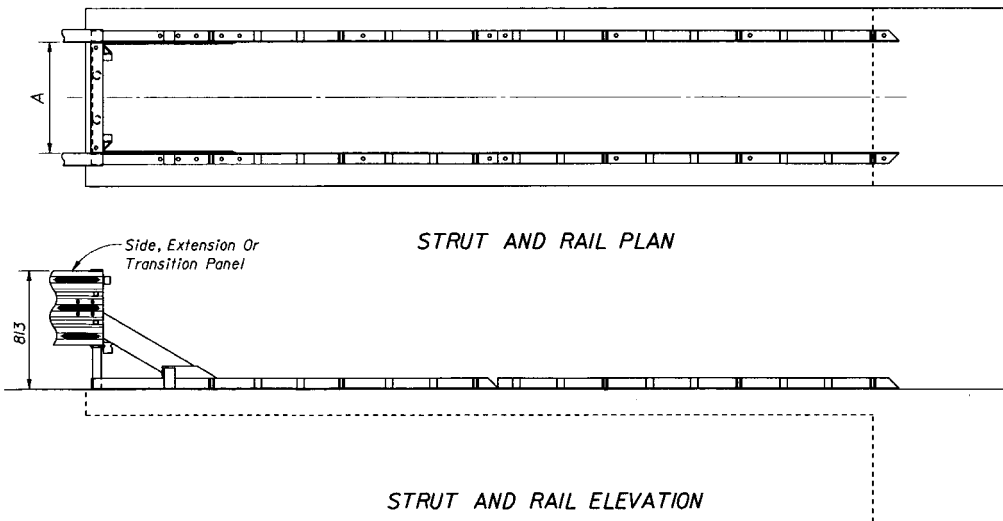 A
STRUT AND RAIL PLAN
Side, Extension Or
Transition Panel
813
STRUT AND RAIL ELEVATION